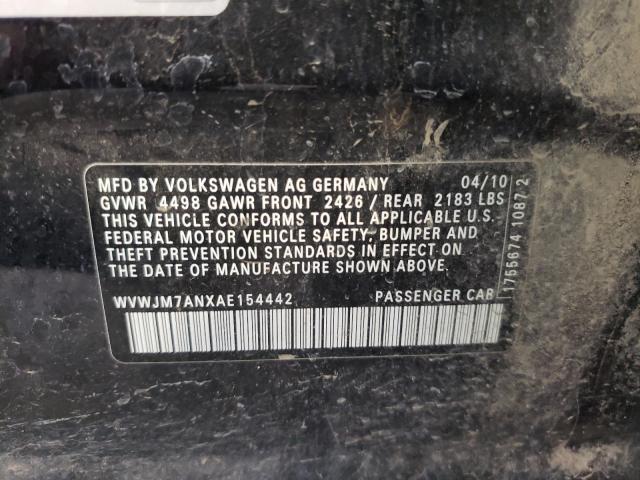 MFD BY VOLKSWAGEN AG GERMANY 04/10
GVWR 4498 GAWR FRONT 2426 / REAR 2183 LBS
THIS VEHICLE CONFORMS TO ALL APPLICABLE U.S.
FEDERAL MOTOR VEHICLE SAFETY, BUMPER AND
THEFT PREVENTION STANDARDS IN EFFECT ON
THE DATE OF MANUFACTURE SHOWN ABOVE.
WVWJM7ANXAE154442 PASSENGER CAR
1755674 1087 2